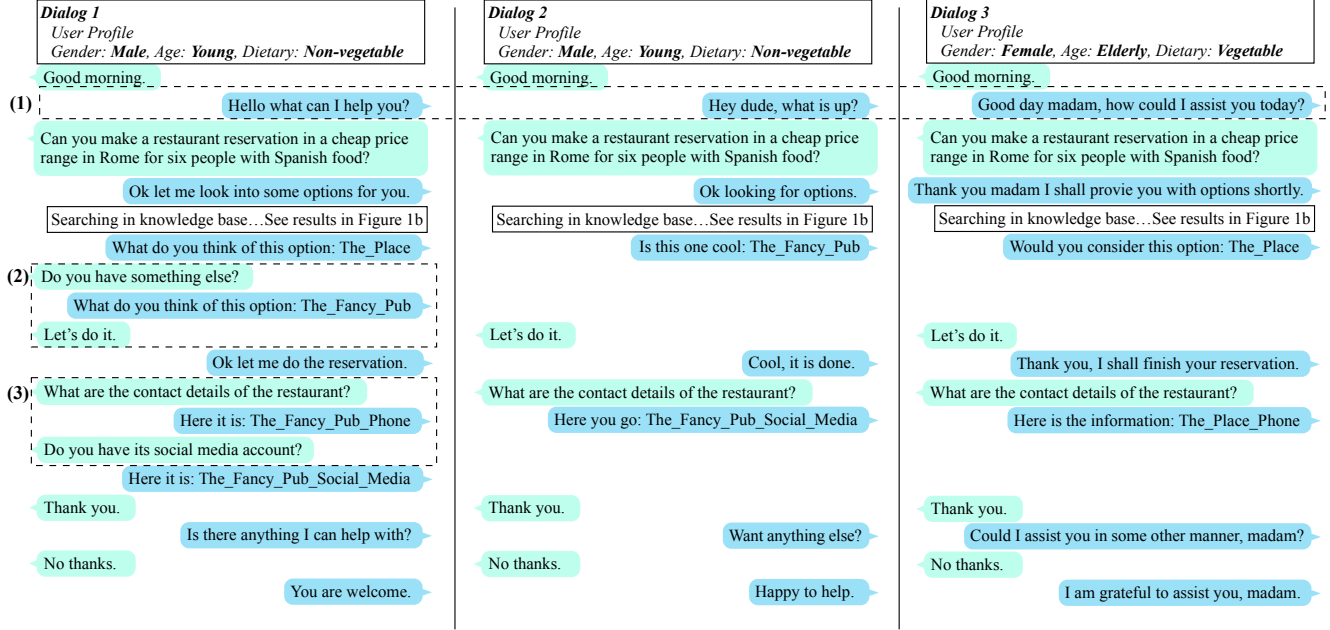 Dialog 1
User Profile
Gender: Male, Age: Young, Dietary: Non-vegetable
Good morning.
(1)
Hello what can I help you?
Can you make a restaurant reservation in a cheap price
range in Rome for six people with Spanish food?
Ok let me look into some options for you.
Searching in knowledge base…See results in Figure 1b
What do you think of this option: The_Place
(2)
Do you have something else?
What do you think of this option: The_Fancy_Pub
Let's do it.
Ok let me do the reservation.
(3)
What are the contact details of the restaurant?
Here it is: The_Fancy_Pub_Phone
Do you have its social media account?
Here it is: The_Fancy_Pub_Social_Media
Thank you.
Is there anything I can help with?
No thanks.
You are welcome.
Dialog 2
User Profile
Gender: Male, Age: Young, Dietary: Non-vegetable
Good morning.
Hey dude, what is up?
Can you make a restaurant reservation in a cheap price
range in Rome for six people with Spanish food?
Ok looking for options.
Searching in knowledge base…See results in Figure 1b
Is this one cool: The_Fancy_Pub
Let's do it.
Cool, it is done.
What are the contact details of the restaurant?
Here you go: The_Fancy_Pub_Social_Media
Thank you.
Want anything else?
No thanks.
Happy to help.
Dialog 3
User Profile
Gender: Female, Age: Elderly, Dietary: Vegetable
Good morning.
Good day madam, how could I assist you today?
Can you make a restaurant reservation in a cheap price
range in Rome for six people with Spanish food?
Thank you madam I shall provie you with options shortly.
Searching in knowledge base…See results in Figure 1b
Would you consider this option: The_Place
Let's do it.
Thank you, I shall finish your reservation.
What are the contact details of the restaurant?
Here is the information: The_Place_Phone
Thank you.
Could I assist you in some other manner, madam?
No thanks.
I am grateful to assist you, madam.